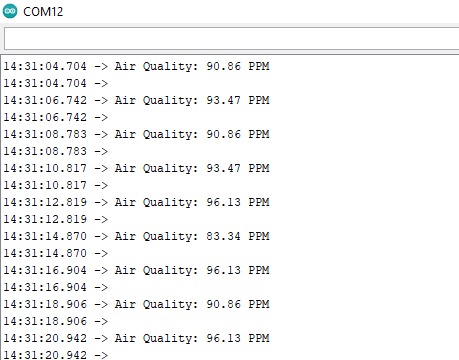 COM12
14:31:04.704 -> Air Quality: 90.86 PPM
14:31:04.704 ->
14:31:06.742 -> Air Quality: 93.47 PPM
14:31:06.742 ->
14:31:08.783 -> Air Quality: 90.86 PPM
14:31:08.783 ->
14:31:10.817 -> Air Quality: 93.47 PPM
14:31:10.817 ->
14:31:12.819 -> Air Quality: 96.13 PPM
14:31:12.819 ->
14:31:14.870 -> Air Quality: 83.34 PPM
14:31:14.870 ->
14:31:16.904 -> Air Quality: 96.13 PPM
14:31:16.904 ->
14:31:18.906 -> Air Quality: 90.86 PPM
14:31:18.906 ->
14:31:20.942 -> Air Quality: 96.13 PPM
14:31:20.942 ->